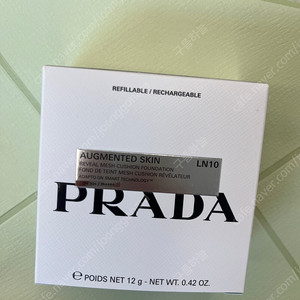 REFILLABLE / RECHARGEABLE
AUGMENTED SKIN
LN10
REVEAL MESH CUSHION FOUNDATION
FOND DE TEINT MESH CUSHION RÉVÉLATEUR
PRADA
e POIDS NET 12 g - NET WT. 0.42 OZ.